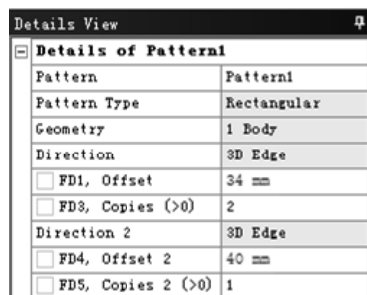 Details View
Details of Pattern1
Pattern Pattern1
Pattern Type Rectangular
Geometry 1 Body
Direction 3D Edge
FD1, Offset 34 mm
FD3, Copies (>0) 2
Direction 2 3D Edge
FD4, Offset 2 40 mm
FD5, Copies 2 (>0) 1